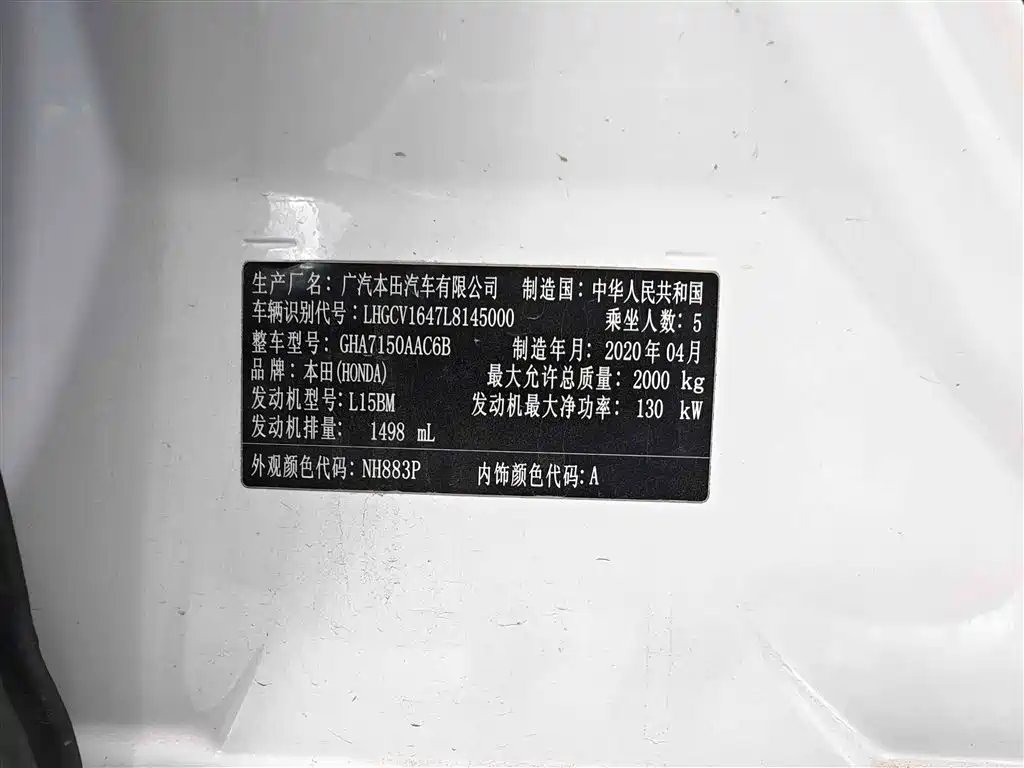 生产厂名：广汽本田汽车有限公司 制造国：中华人民共和国
车辆识别代号：LHGCV1647L8145000 乘坐人数：5
整车型号：GHA7150AAC6B 制造年月：2020年04月
品牌：本田(HONDA) 最大允许总质量：2000 kg
发动机型号：L15BM 发动机最大净功率：130 kW
发动机排量：1498 mL
外观颜色代码：NH883P 内饰颜色代码：A